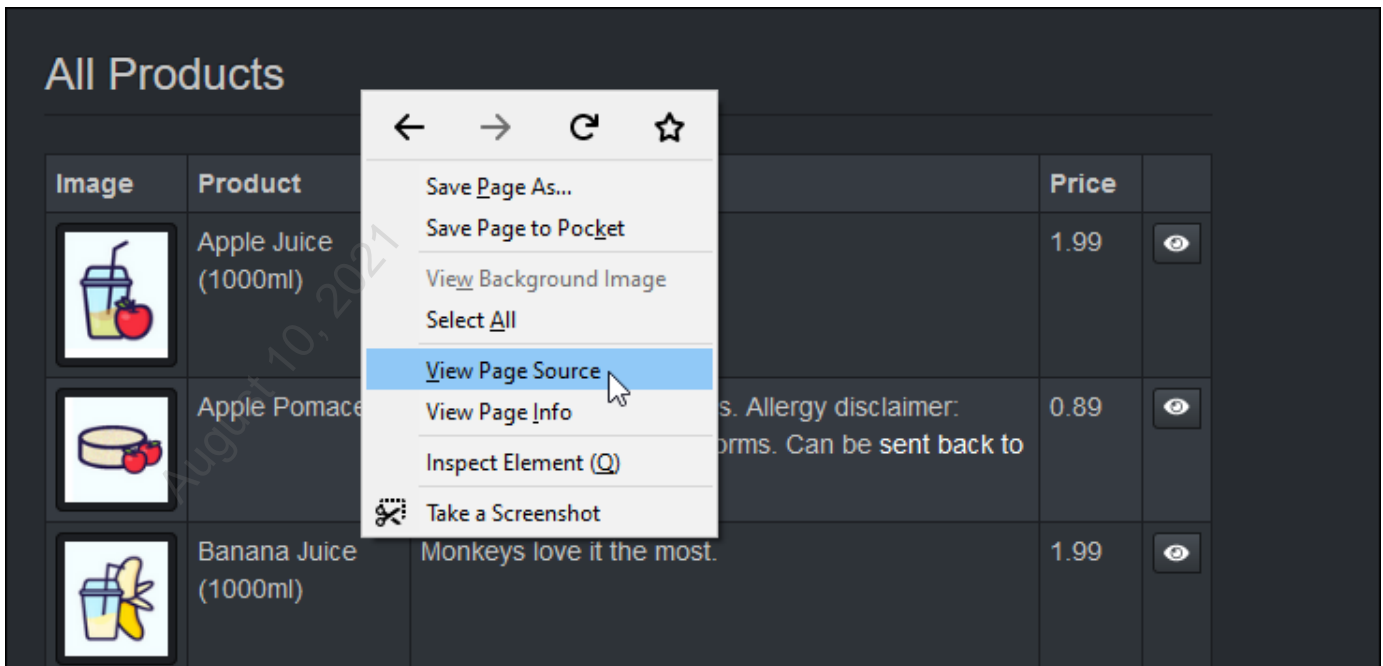 All Products
Image Product Price
Save Page As...
Save Page to Pocket
View Background Image
Select All
View Page Source
View Page Info
Inspect Element (Q)
Take a Screenshot
Apple Juice 1.99
(1000ml)
Apple Pomace s. Allergy disclaimer: 0.89
orms. Can be sent back to
Banana Juice Monkeys love it the most. 1.99
(1000ml)
August 10, 2021